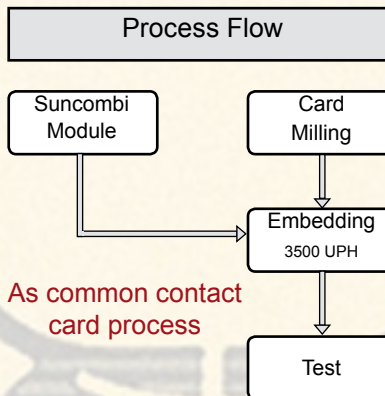 Process Flow
Suncombi
Module
Card
Milling
Embedding
3500 UPH
As common contact
card process
Test